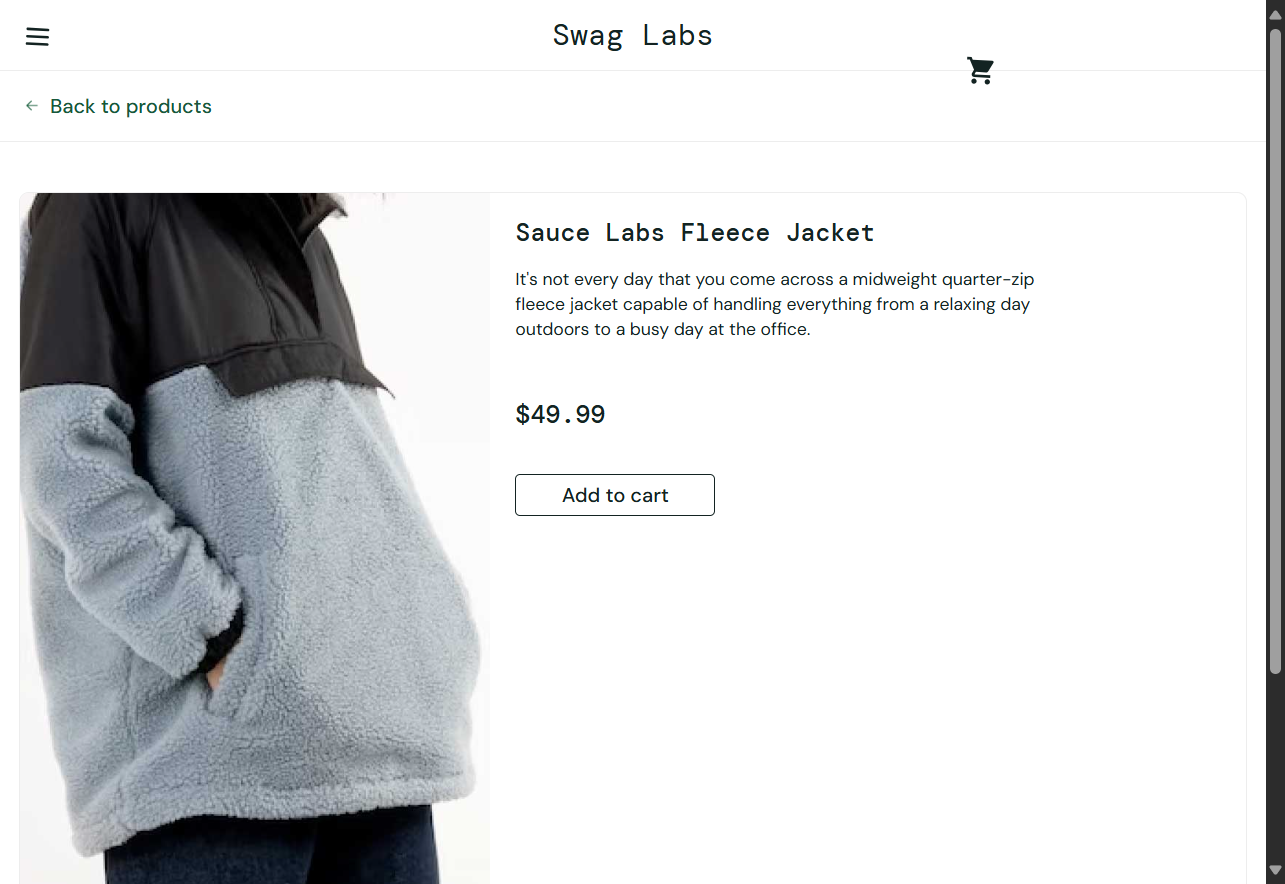 Swag Labs
Back to products
Sauce Labs Fleece Jacket
It's not every day that you come across a midweight quarter-zip
fleece jacket capable of handling everything from a relaxing day
outdoors to a busy day at the office.
$49.99
Add to cart